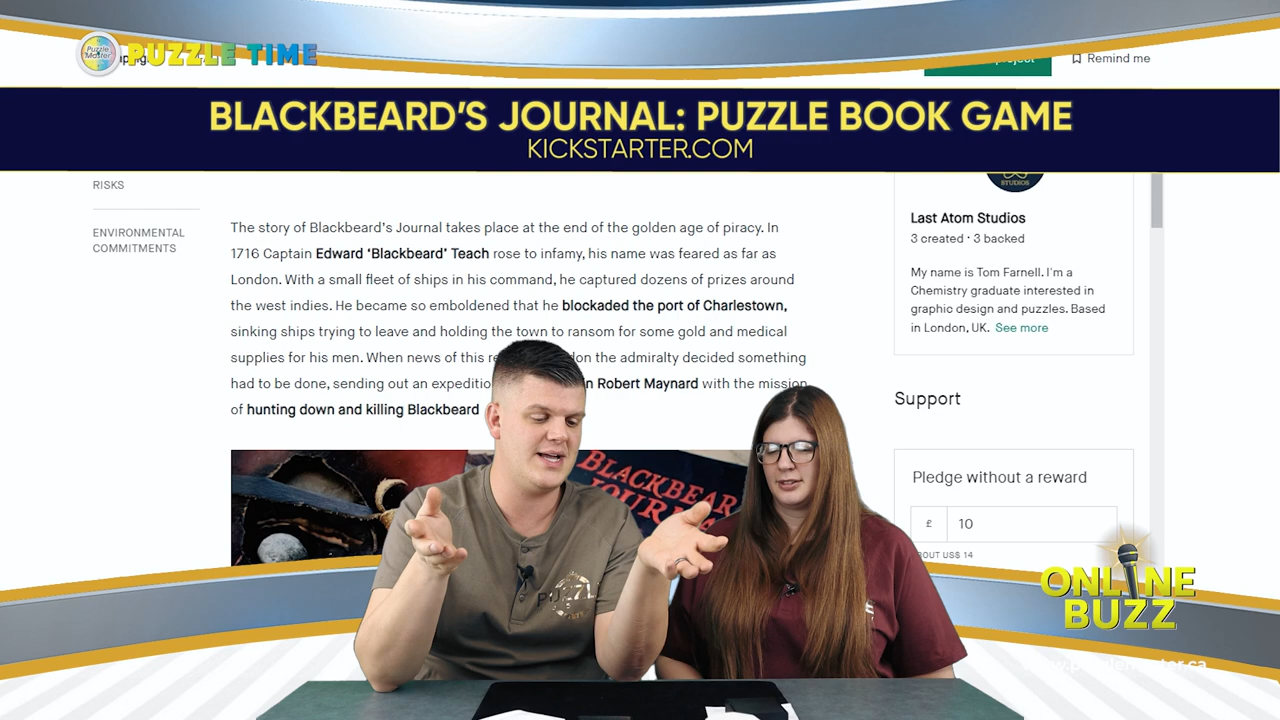 Puzzle Master
PUZZLE TIME
Remind me
BLACKBEARD'S JOURNAL: PUZZLE BOOK GAME
KICKSTARTER.COM
RISKS
ENVIRONMENTAL
COMMITMENTS
The story of Blackbeard's Journal takes place at the end of the golden age of piracy. In
1716 Captain Edward 'Blackbeard' Teach rose to infamy, his name was feared as far as
London. With a small fleet of ships in his command, he captured dozens of prizes around
the west indies. He became so emboldened that he blockaded the port of Charlestown,
sinking ships trying to leave and holding the town to ransom for some gold and medical
supplies for his men. When news of this the admiralty decided something
had to be done, sending out an Robert Maynard with the mission
of hunting down and killing Blackbeard
BLACKBEAR
STUDIOS
Last Atom Studios
3 created · 3 backed
My name is Tom Farnell. I'm a
Chemistry graduate interested in
graphic design and puzzles. Based
in London, UK. See more
Support
Pledge without a reward
£ 10
US$ 14
ONLINE
BUZZ